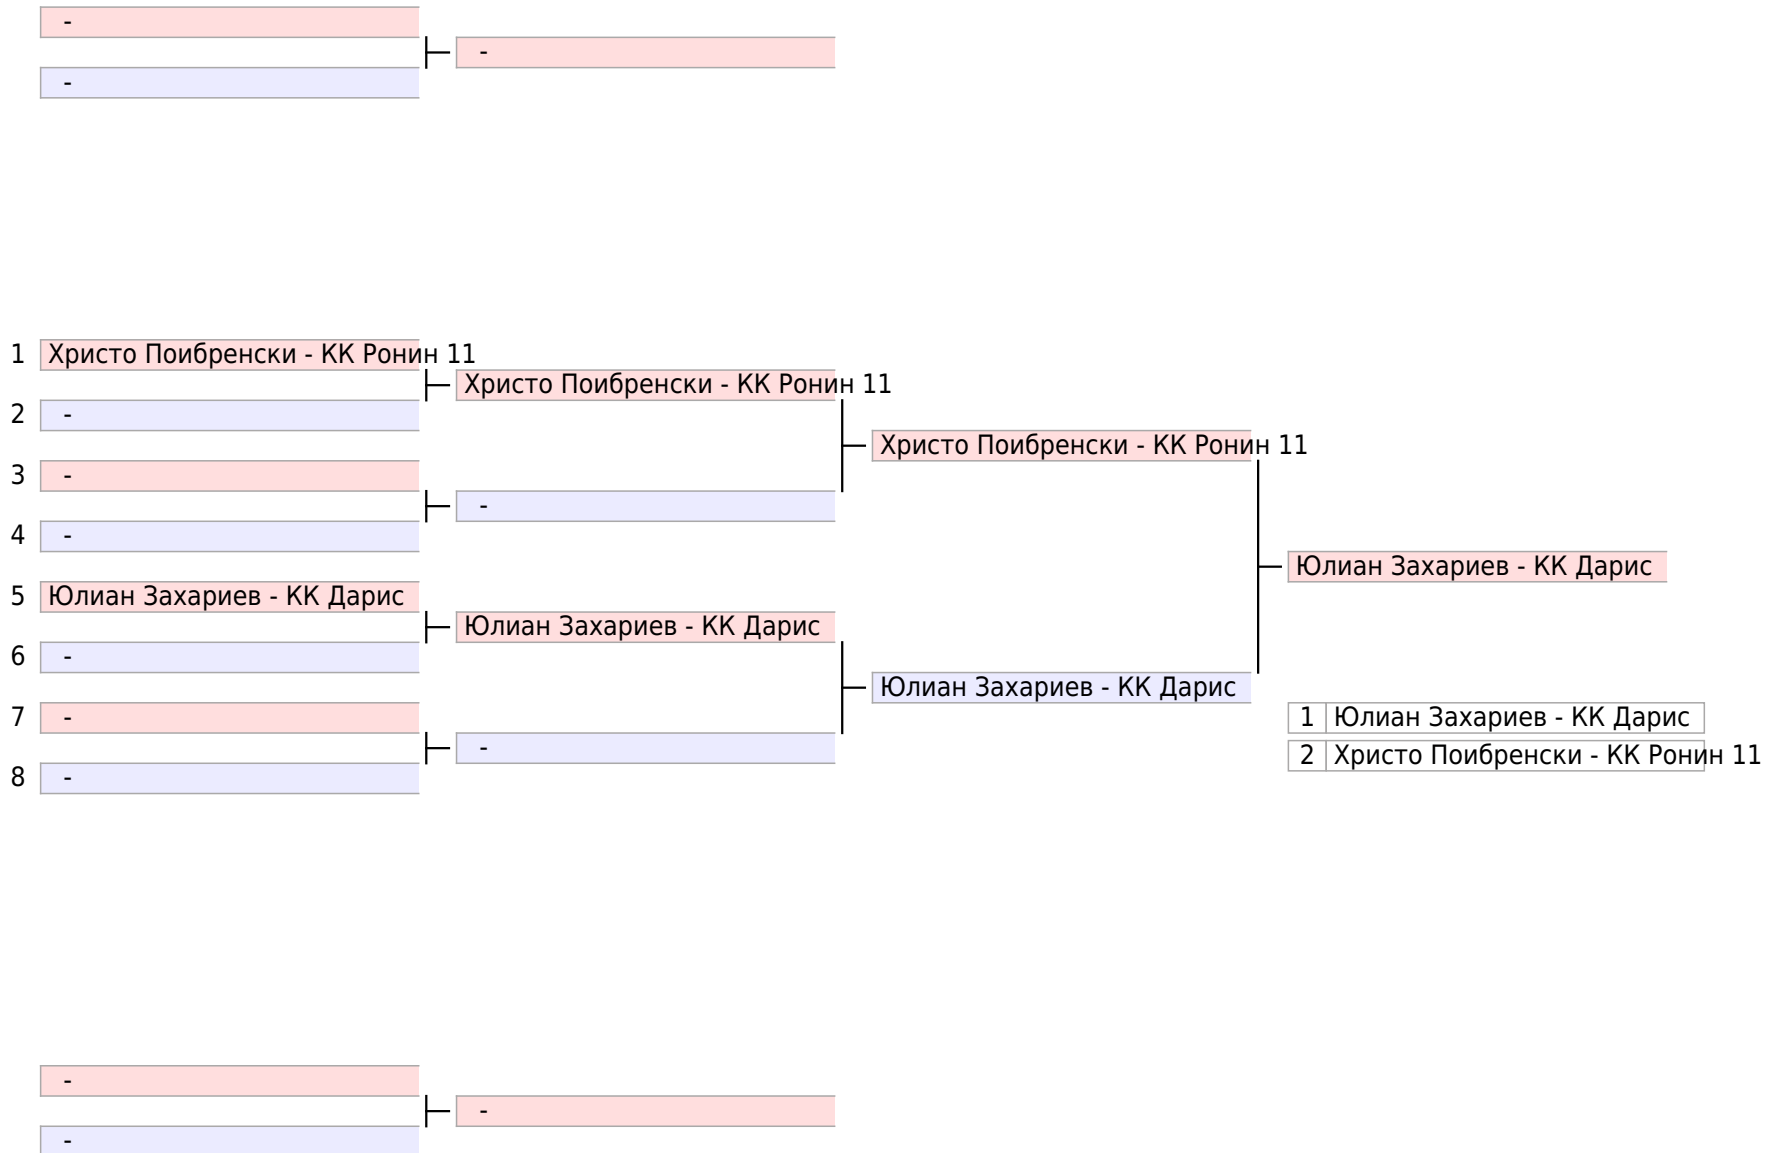 -
-
-
1 Христо Поибренски - КК Ронин 11
Христо Поибренски - КК Ронин 11
2 -
Христо Поибренски - КК Ронин 11
3 -
-
4 -
Юлиан Захариев - КК Дарис
5 Юлиан Захариев - КК Дарис
Юлиан Захариев - КК Дарис
6 -
Юлиан Захариев - КК Дарис
7 -
1 Юлиан Захариев - КК Дарис
-
2 Христо Поибренски - КК Ронин 11
8 -
-
-
-